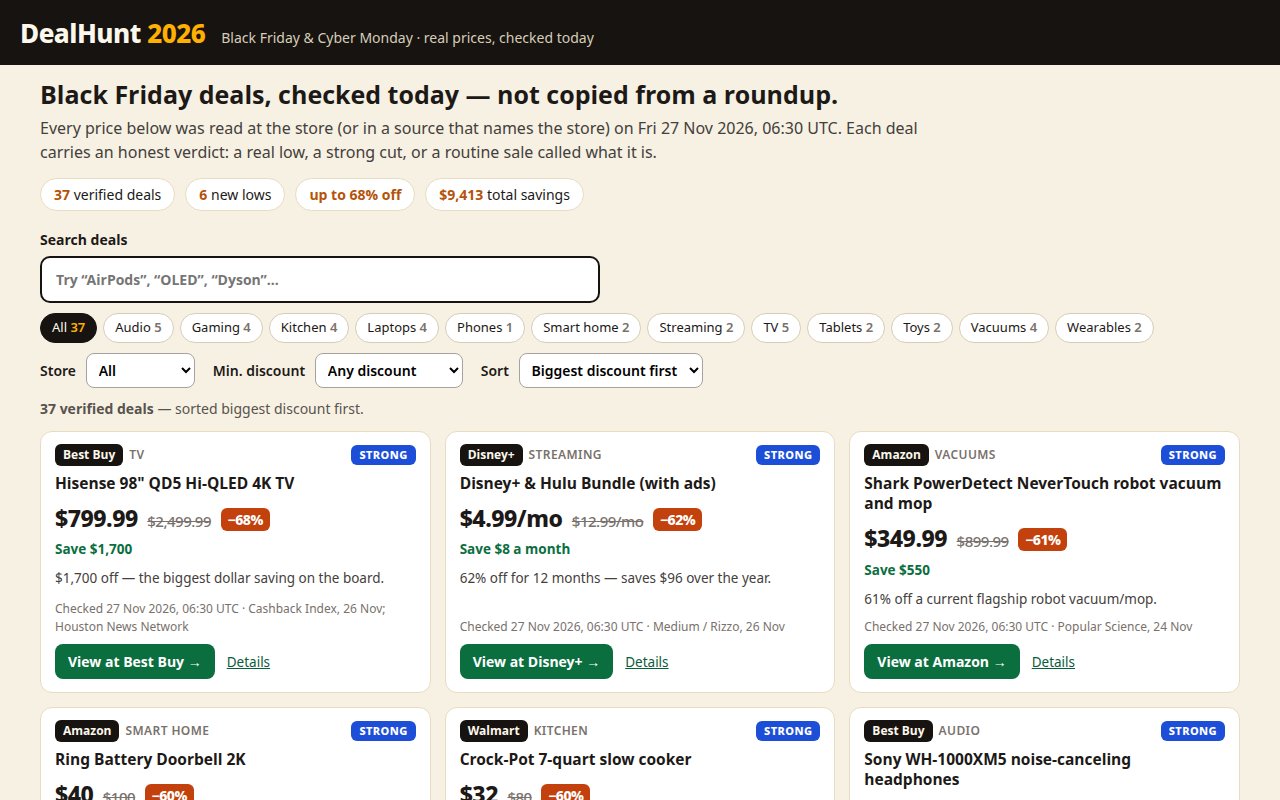 DealHunt 2026 Black Friday & Cyber Monday · real prices, checked today
Black Friday deals, checked today — not copied from a roundup.
Every price below was read at the store (or in a source that names the store) on Fri 27 Nov 2026, 06:30 UTC. Each deal
carries an honest verdict: a real low, a strong cut, or a routine sale called what it is.
37 verified deals 6 new lows up to 68% off $9,413 total savings
Search deals
Try “AirPods”, “OLED”, “Dyson”…
All 37 Audio 5 Gaming 4 Kitchen 4 Laptops 4 Phones 1 Smart home 2 Streaming 2 TV 5 Tablets 2 Toys 2 Vacuums 4 Wearables 2
Store All Min. discount Any discount Sort Biggest discount first
37 verified deals — sorted biggest discount first.
Best Buy TV STRONG
Hisense 98" QD5 Hi-QLED 4K TV
$799.99 $2,499.99 −68%
Save $1,700
$1,700 off — the biggest dollar saving on the board.
Checked 27 Nov 2026, 06:30 UTC · Cashback Index, 26 Nov;
Houston News Network
View at Best Buy → Details
Disney+ STREAMING STRONG
Disney+ & Hulu Bundle (with ads)
$4.99/mo $12.99/mo −62%
Save $8 a month
62% off for 12 months — saves $96 over the year.
Checked 27 Nov 2026, 06:30 UTC · Medium / Rizzo, 26 Nov
View at Disney+ → Details
Amazon VACUUMS STRONG
Shark PowerDetect NeverTouch robot vacuum
and mop
$349.99 $899.99 −61%
Save $550
61% off a current flagship robot vacuum/mop.
Checked 27 Nov 2026, 06:30 UTC · Popular Science, 24 Nov
View at Amazon → Details
Amazon SMART HOME STRONG
Ring Battery Doorbell 2K
$40 $100 −60%
Walmart KITCHEN STRONG
Crock-Pot 7-quart slow cooker
$32 $80 −60%
Best Buy AUDIO STRONG
Sony WH-1000XM5 noise-canceling
headphones